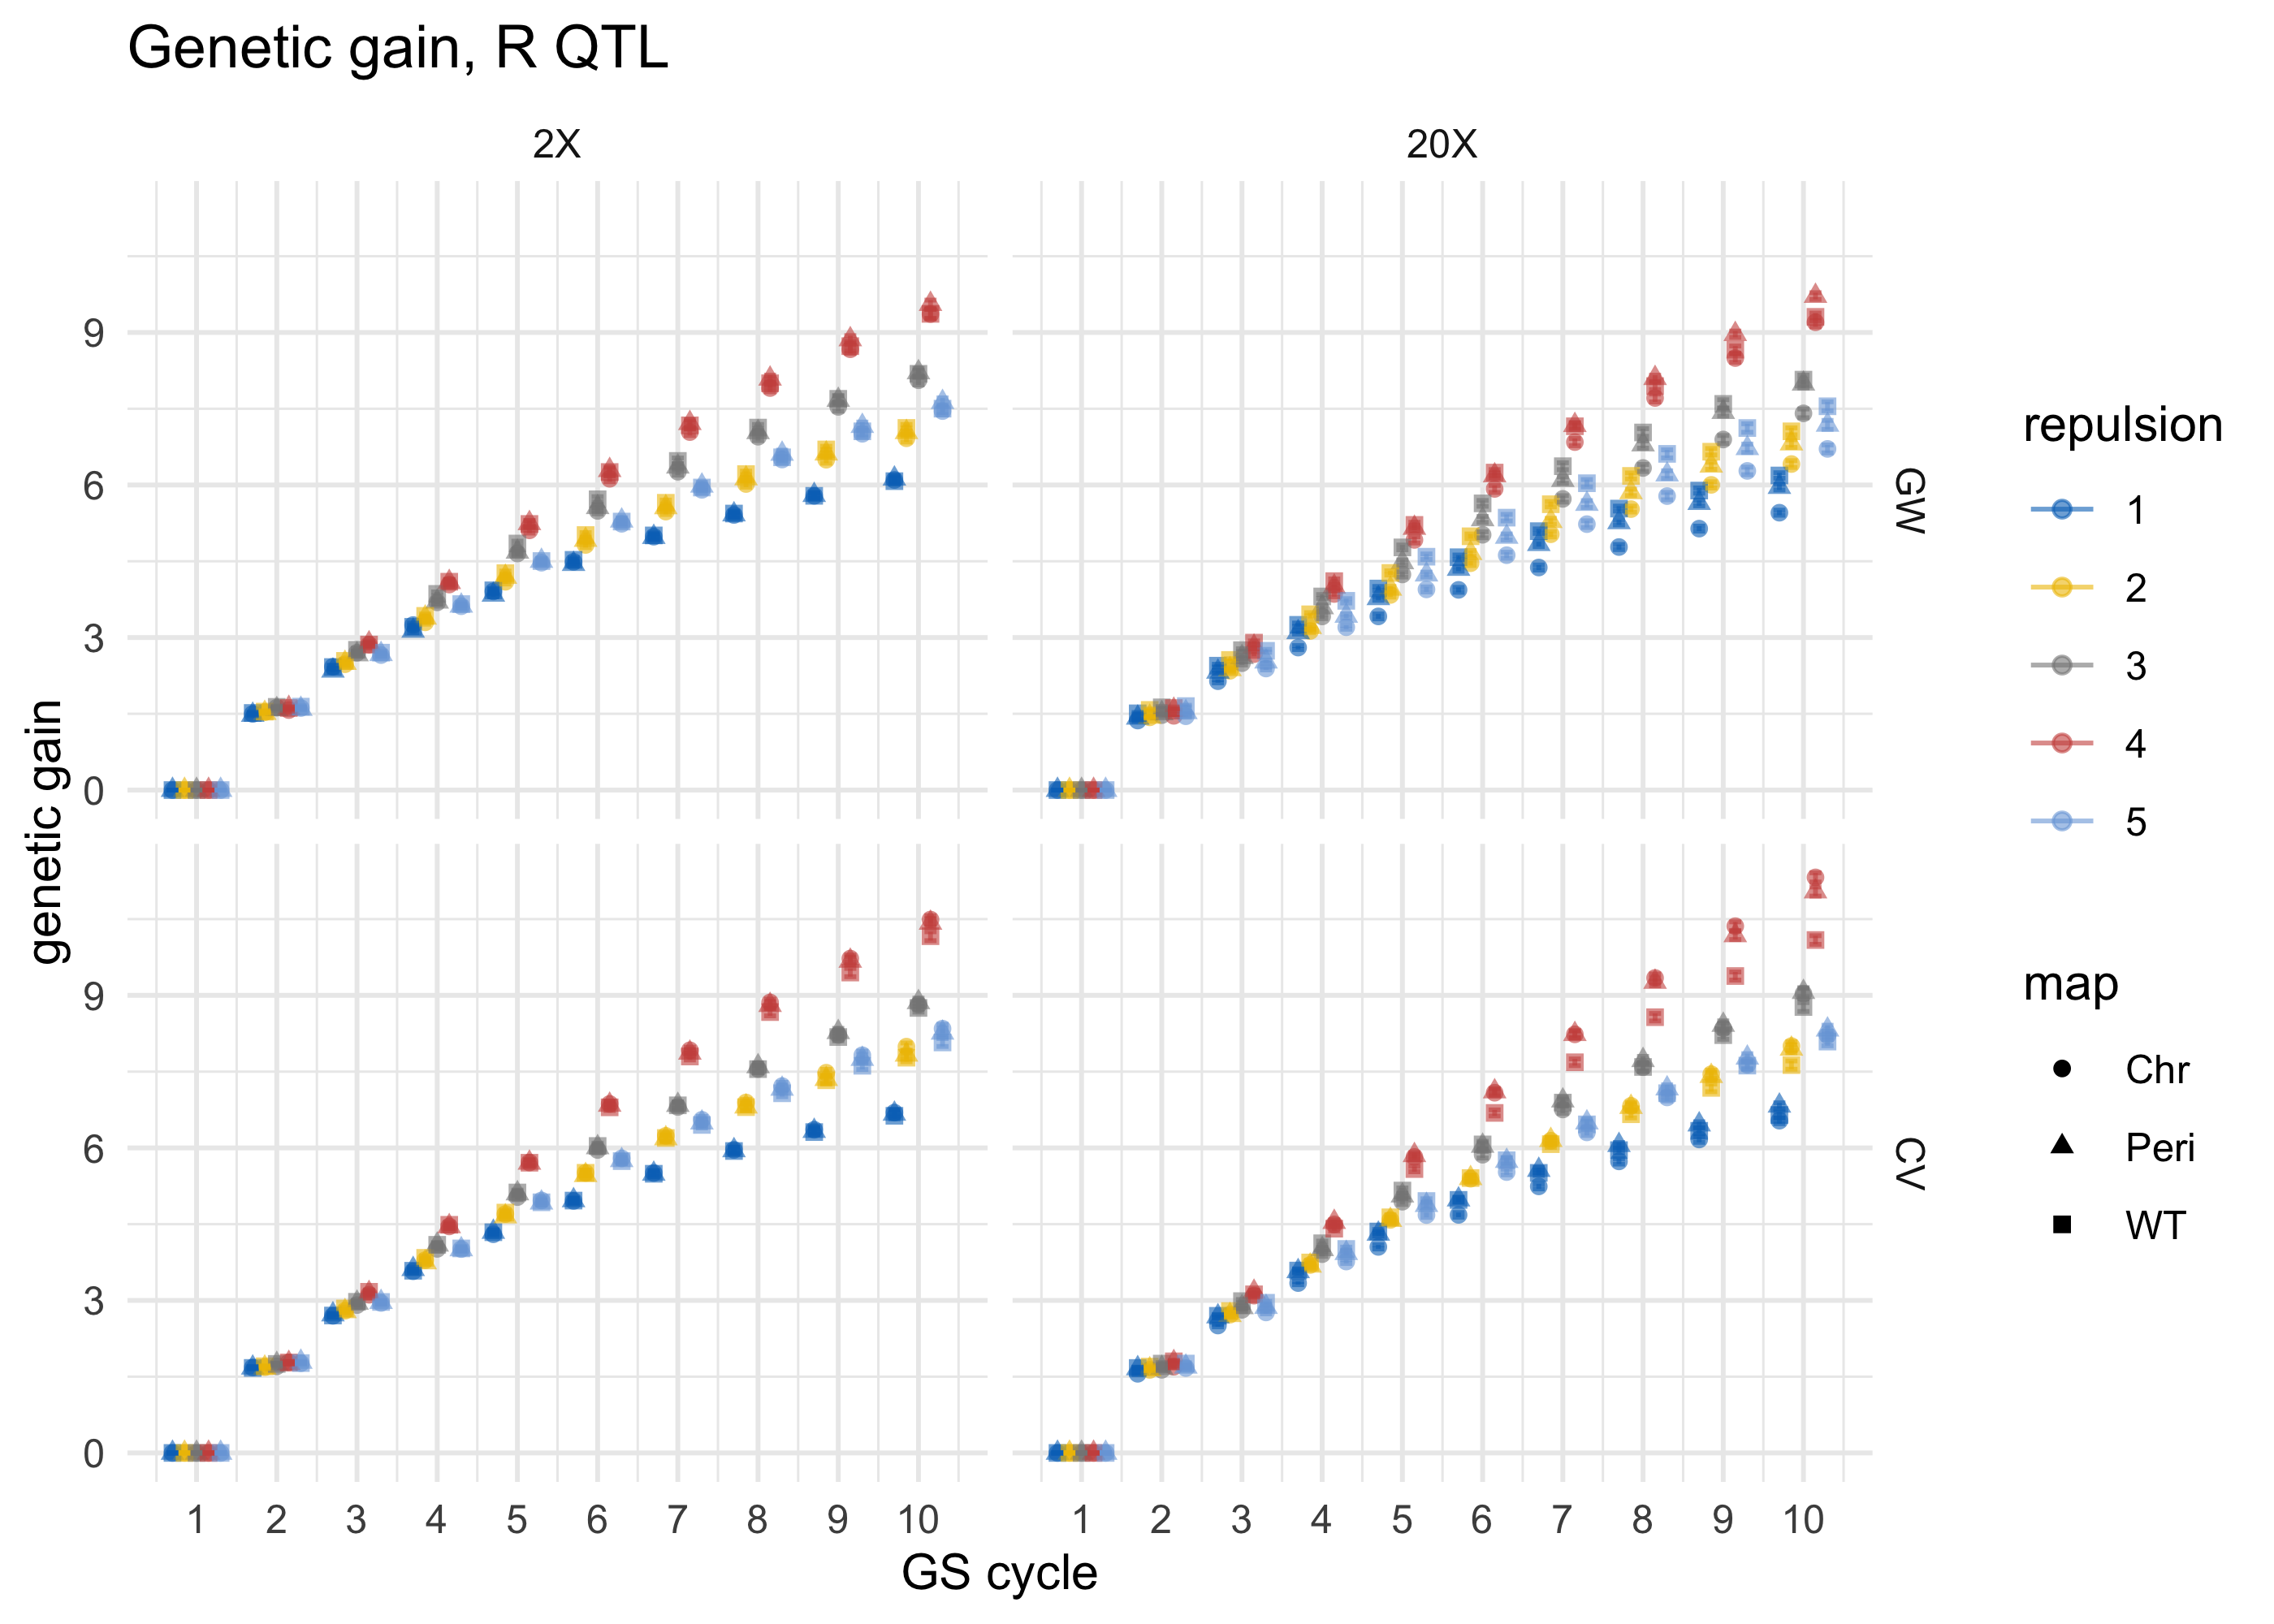 Genetic gain, R QTL
2X
20X
genetic gain
9
6
3
0
GW
9
6
3
0
CV
1 2 3 4 5 6 7 8 9 10
1 2 3 4 5 6 7 8 9 10
GS cycle
repulsion
1
2
3
4
5
map
Chr
Peri
WT